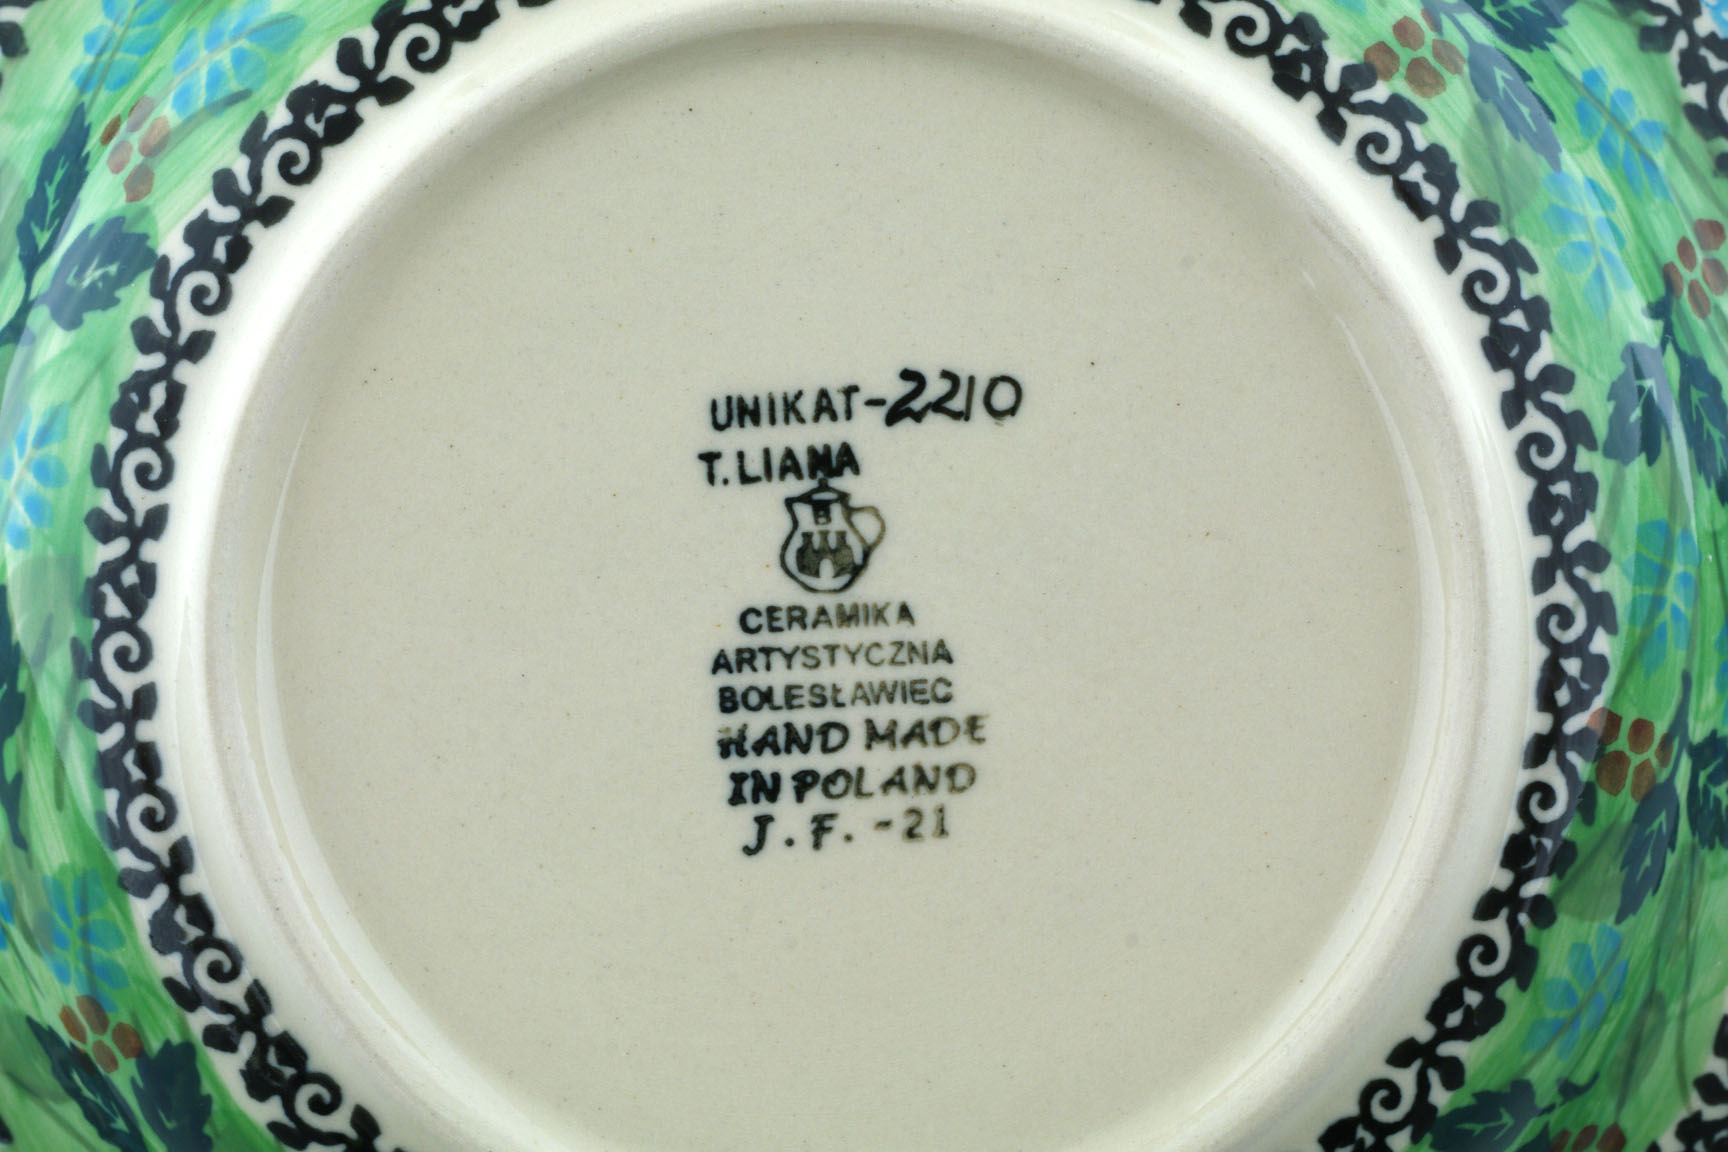 UNIKAT-2210
T. LIANA
CERAMIKA
ARTYSTYCZNA
BOLESŁAWIEC
HAND MADE
IN POLAND
J. F. -21